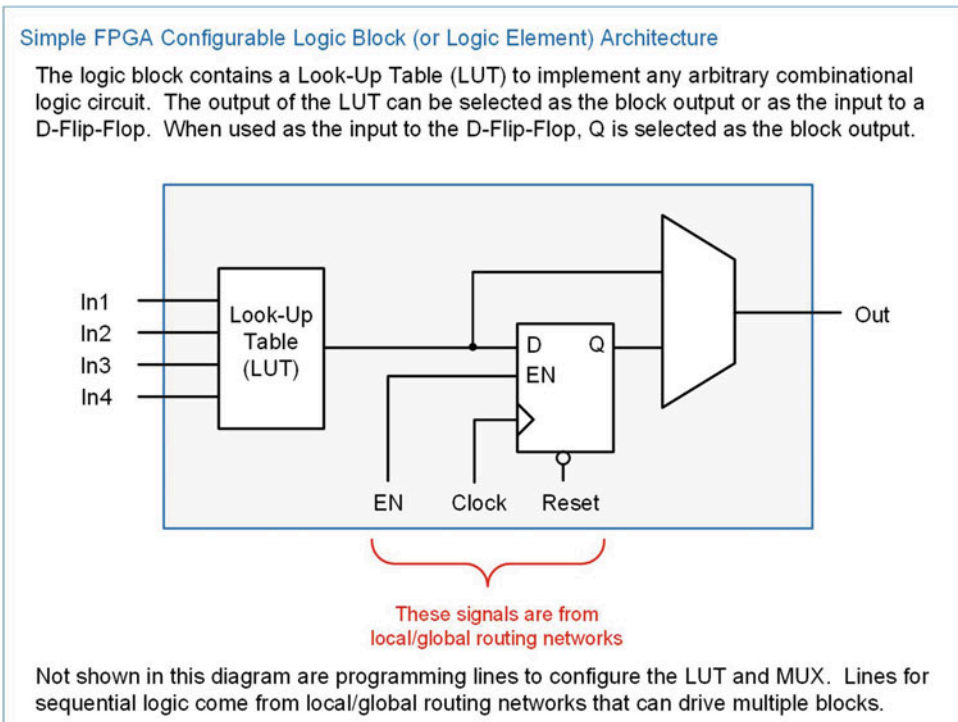 Simple FPGA Configurable Logic Block (or Logic Element) Architecture
The logic block contains a Look-Up Table (LUT) to implement any arbitrary combinational
logic circuit. The output of the LUT can be selected as the block output or as the input to a
D-Flip-Flop. When used as the input to the D-Flip-Flop, Q is selected as the block output.
In1
In2
In3
In4
Look-Up
Table
(LUT)
D Q
EN
Out
EN Clock Reset
These signals are from
local/global routing networks
Not shown in this diagram are programming lines to configure the LUT and MUX. Lines for
sequential logic come from local/global routing networks that can drive multiple blocks.